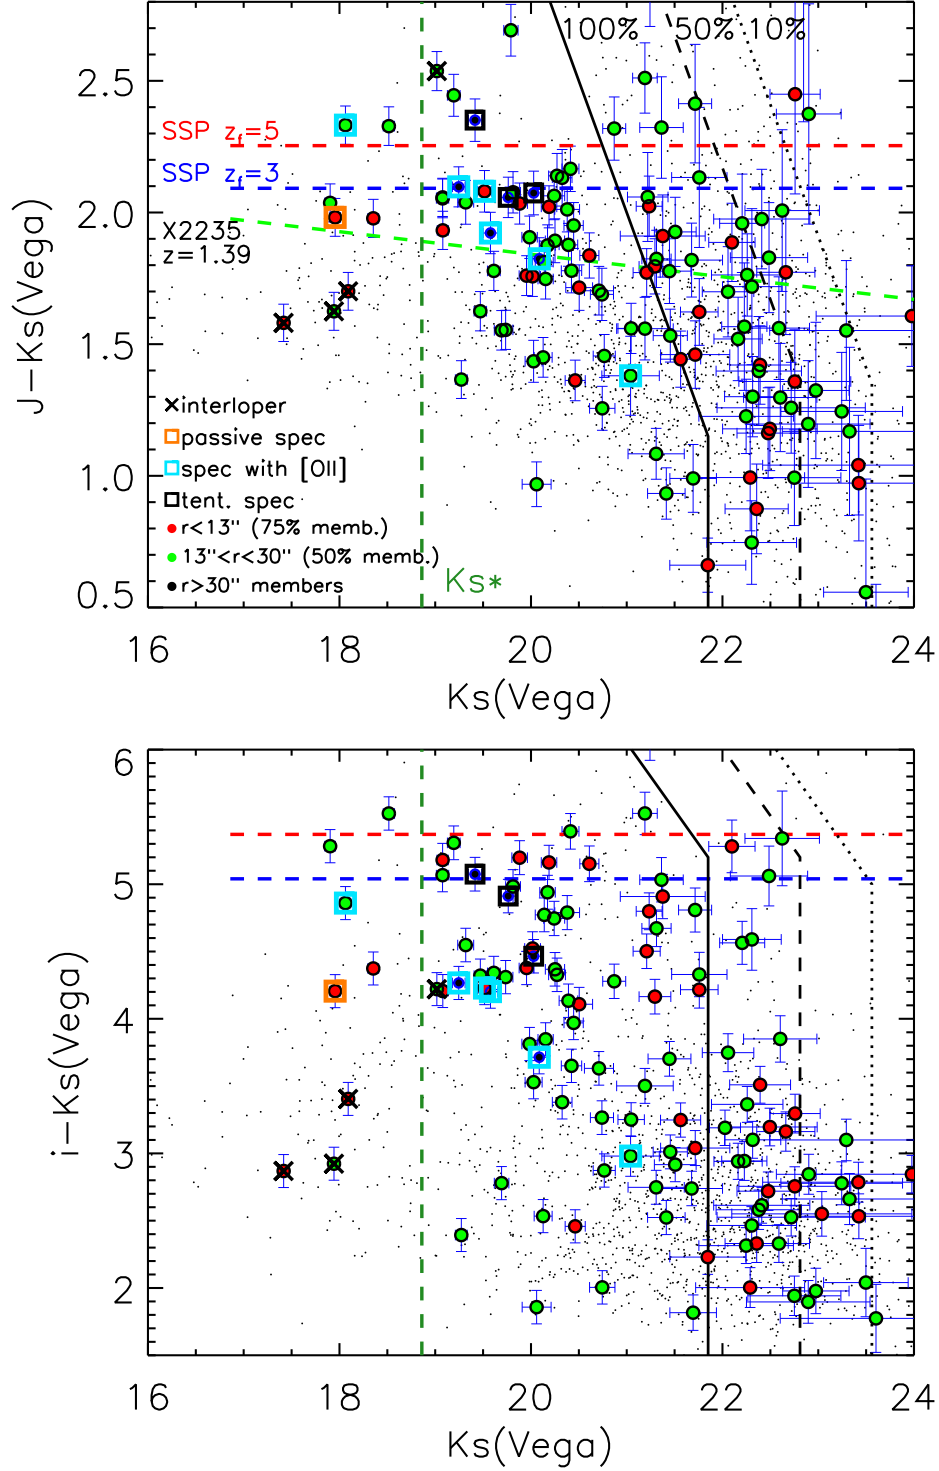 100% 50% 10%
2.5
SSP z_f=5
SSP z_f=3
2.0
X2235
z=1.39
J-Ks(Vega)
1.5
interloper
passive spec
spec with [OII]
tent. spec
r<13" (75% memb.)
13"<r<30" (50% memb.)
r>30" members
1.0
Ks*
0.5
16 18 20 22 24
Ks(Vega)
6
5
i-Ks(Vega)
4
3
2
16 18 20 22 24
Ks(Vega)